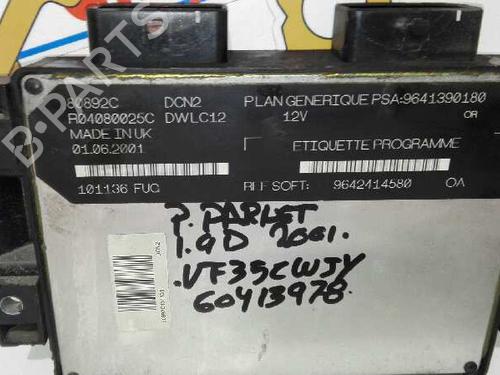 80892C DCN2 PLAN GENERIQUE PSA:9641390180
R04080025C DWLC12 12V OR
MADE IN UK ETIQUETTE PROGRAMME
01.06.2001
101136 FUQ REF SOFT: 9642414580 OA
P. PARLET
1.9D 2001.
.VF35CWJY
60413978.
B-PARTS